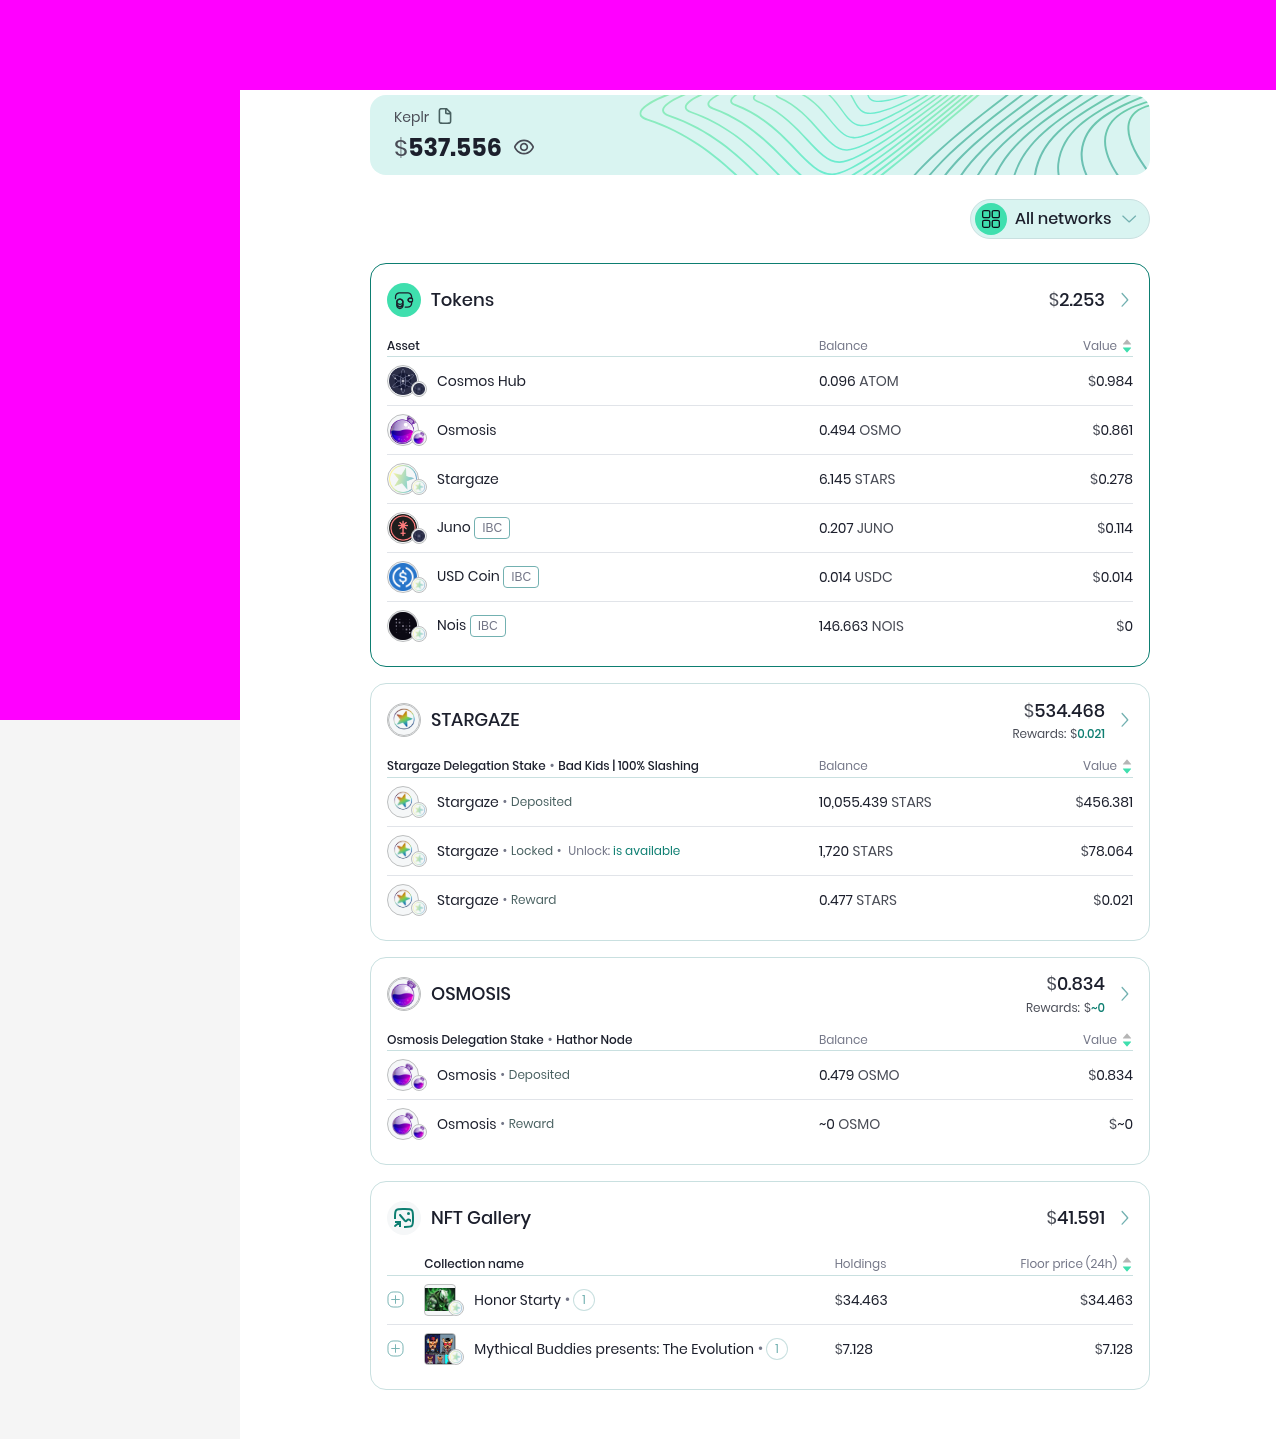 Keplr
$537.556
All networks
Tokens $2.253
Asset Balance Value
Cosmos Hub 0.096 ATOM $0.984
Osmosis 0.494 OSMO $0.861
Stargaze 6.145 STARS $0.278
Juno IBC 0.207 JUNO $0.114
USD Coin IBC 0.014 USDC $0.014
Nois IBC 146.663 NOIS $0
STARGAZE $534.468
Rewards: $0.021
Stargaze Delegation Stake • Bad Kids | 100% Slashing Balance Value
Stargaze • Deposited 10,055.439 STARS $456.381
Stargaze • Locked • Unlock: is available 1,720 STARS $78.064
Stargaze • Reward 0.477 STARS $0.021
OSMOSIS $0.834
Rewards: $~0
Osmosis Delegation Stake • Hathor Node Balance Value
Osmosis • Deposited 0.479 OSMO $0.834
Osmosis • Reward ~0 OSMO $~0
NFT Gallery $41.591
Collection name Holdings Floor price (24h)
Honor Starty • 1 $34.463 $34.463
Mythical Buddies presents: The Evolution • 1 $7.128 $7.128